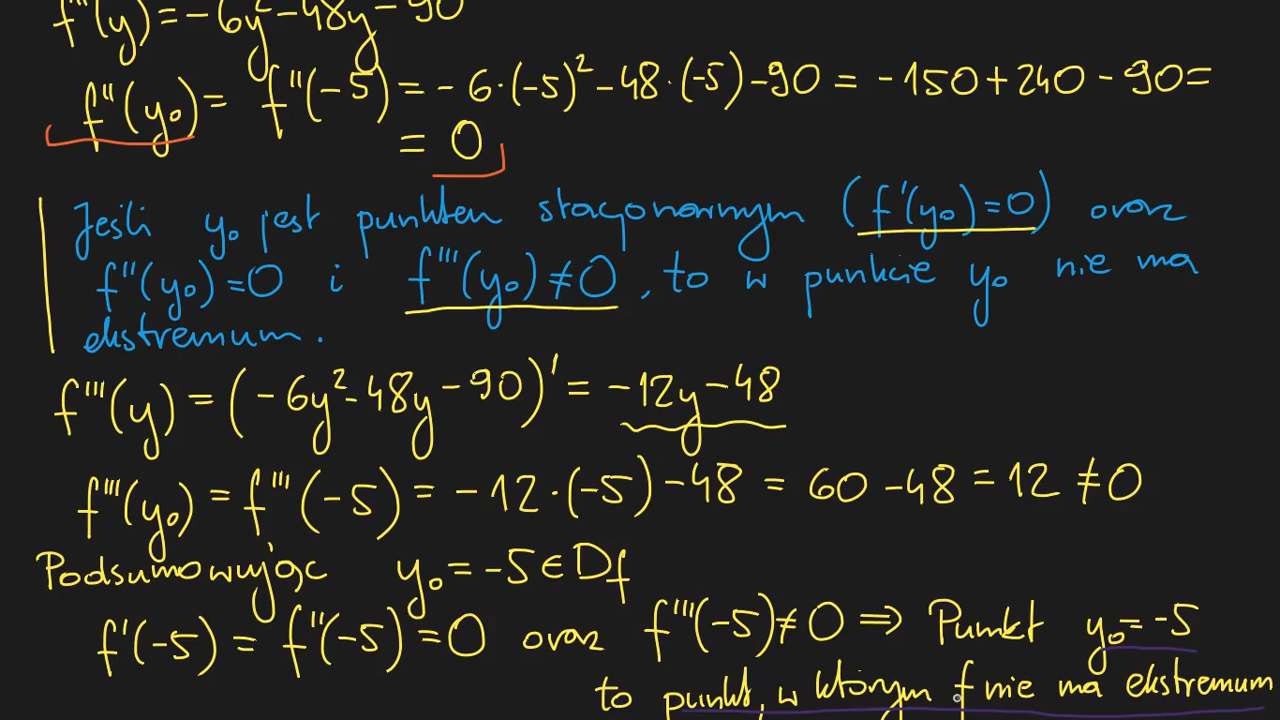 f''(y) = -6y² - 48y - 90
f''(y₀) = f''(-5) = -6·(-5)² - 48·(-5) - 90 = -150 + 240 - 90 =
= 0
Jeśli y₀ jest punktem stacjonarnym (f'(y₀) = 0) oraz
f''(y₀) = 0 i f'''(y₀) ≠ 0, to w punkcie y₀ nie ma
ekstremum.
f'''(y) = (-6y² - 48y - 90)' = -12y - 48
f'''(y₀) = f'''(-5) = -12·(-5) - 48 = 60 - 48 = 12 ≠ 0
Podsumowując y₀ = -5 ∈ Df
f'(-5) = f''(-5) = 0 oraz f'''(-5) ≠ 0 ⇒ Punkt y₀ = -5
to punkt, w którym f nie ma ekstremum